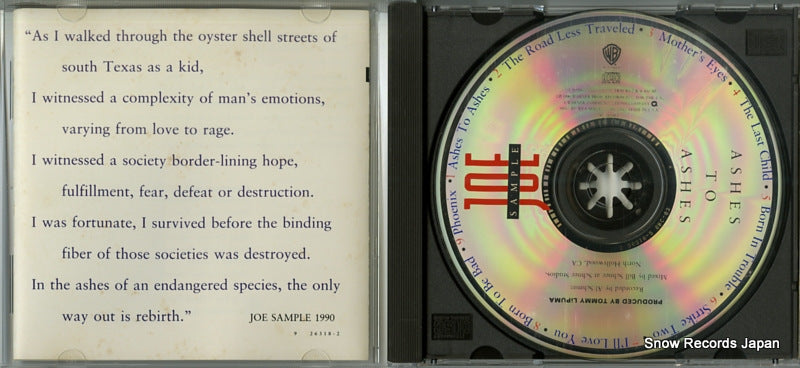 “As I walked through the oyster shell streets of
south Texas as a kid,
I witnessed a complexity of man's emotions,
varying from love to rage.
I witnessed a society border-lining hope,
fulfillment, fear, defeat or destruction.
I was fortunate, I survived before the binding
fiber of those societies was destroyed.
In the ashes of an endangered species, the only
way out is rebirth.”
JOE SAMPLE 1990
9 26318-2
JOE
SAMPLE
ASHES
TO
ASHES
1 Ashes To Ashes • 2 The Road Less Traveled • 3 Mother's Eyes • 4 The Last Child • 5 Born In Trouble • 6 Strike Two • 7 I'll Love You • 8 Born To Be Bad • 9 Phoenix •
PRODUCED BY TOMMY LIPUMA
Recorded by Al Schmitt
Mixed by Bill Schnee at Schnee Studios,
North Hollywood, CA
Snow Records Japan